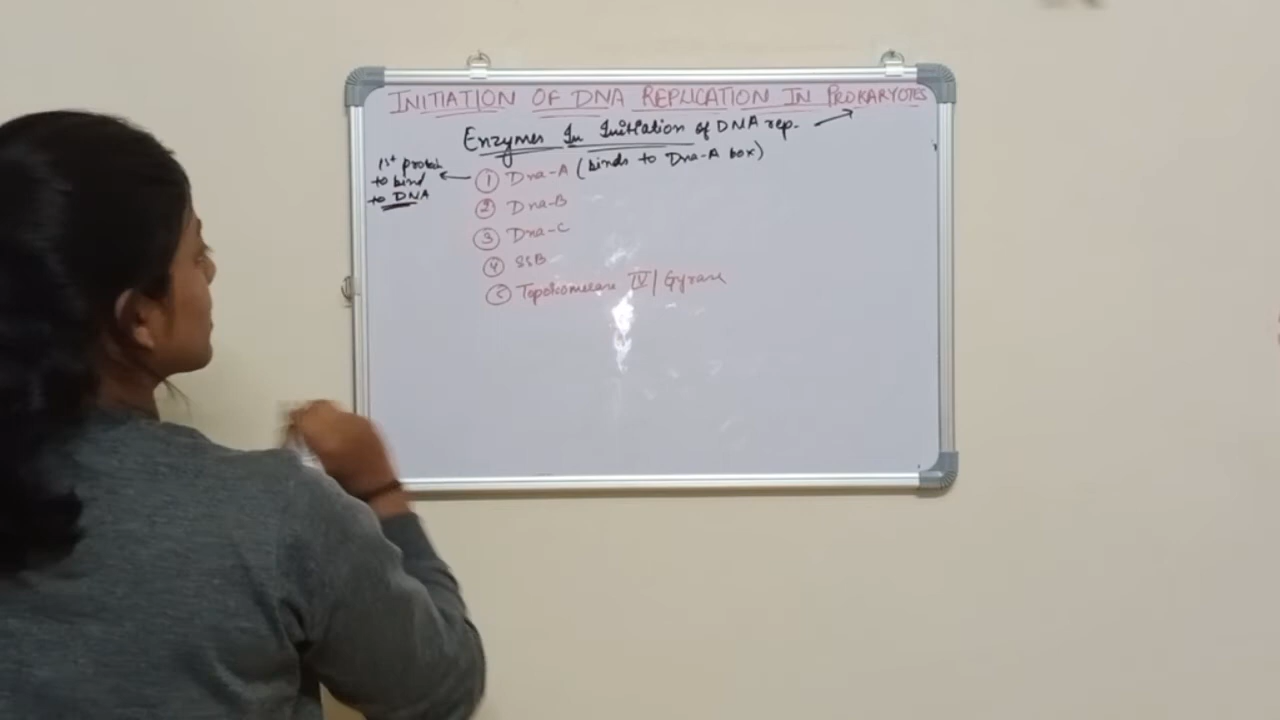 INITIATION OF DNA REPLICATION IN PROKARYOTES
Enzymes In Initiation of DNA rep.
1st protein
to bind
to DNA
① Dna-A (binds to Dna-A box)
② Dna-B
③ Dna-C
④ SSB
⑤ Topoisomerase IV/Gyrase